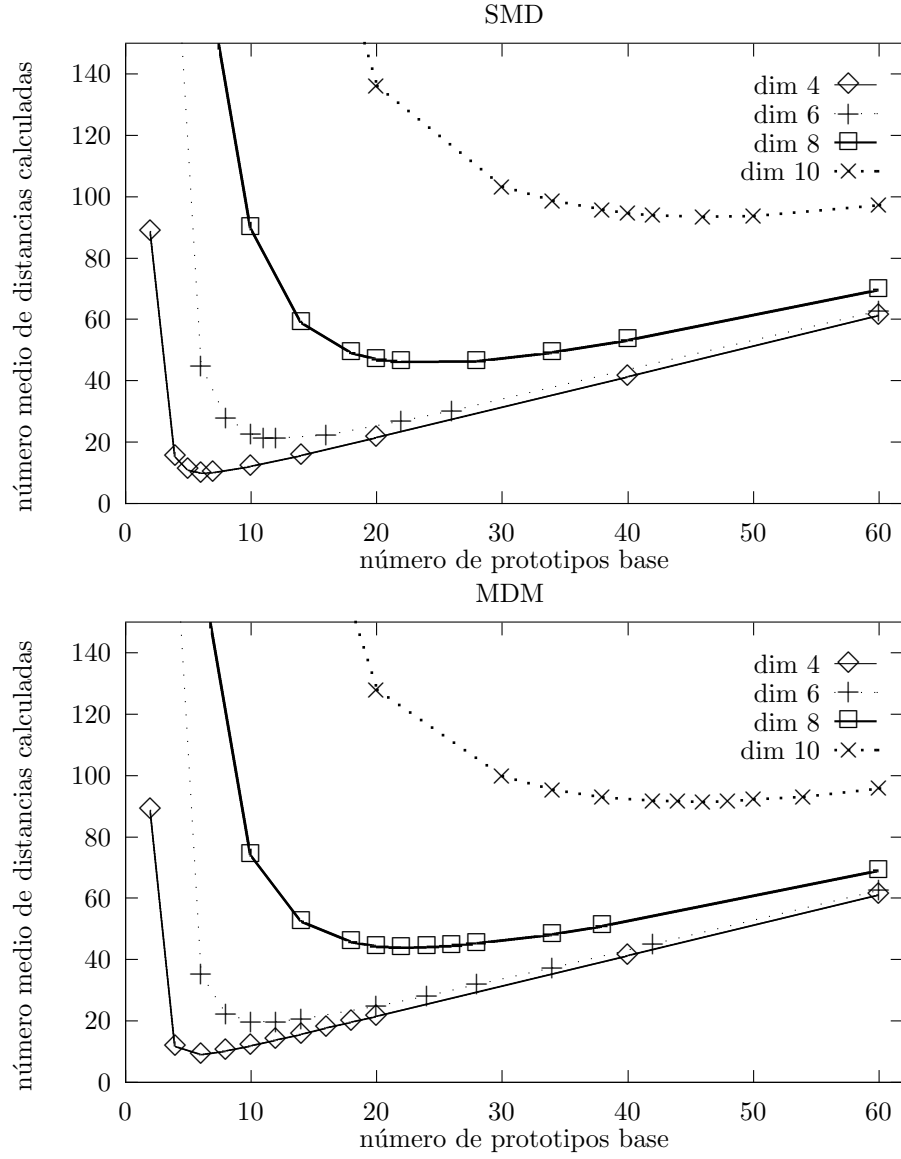 SMD
número medio de distancias calculadas
140
120
100
80
60
40
20
0
dim 4
dim 6
dim 8
dim 10
0 10 20 30 40 50 60
número de prototipos base
MDM
número medio de distancias calculadas
140
120
100
80
60
40
20
0
dim 4
dim 6
dim 8
dim 10
0 10 20 30 40 50 60
número de prototipos base